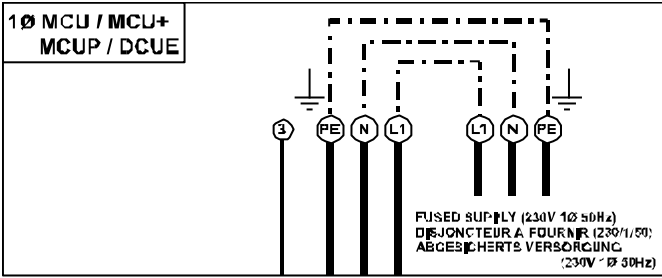 1Ø MCU / MCU+
MCUP / DCUE
3 PE N L1 L1 N PE
FUSED SUPPLY (230V 1Ø 50Hz)
DISJONCTEUR A FOURNIR (230/1/50)
ABGESICHERTS VERSORGUNG
(230V 1Ø 50Hz)